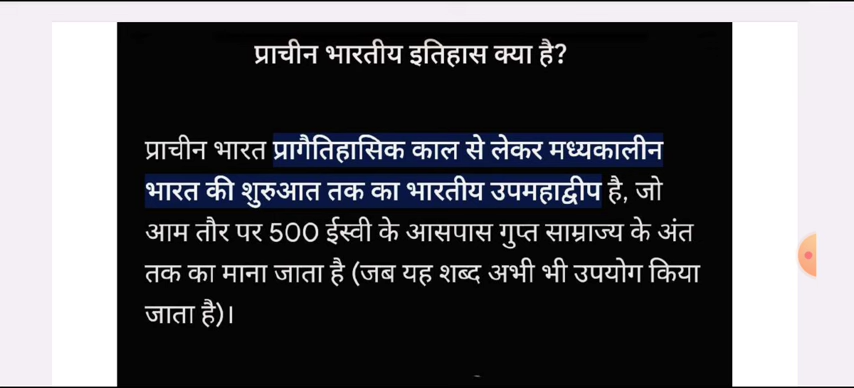 प्राचीन भारतीय इतिहास क्या है?
प्राचीन भारत प्रागैतिहासिक काल से लेकर मध्यकालीन
भारत की शुरुआत तक का भारतीय उपमहाद्वीप है, जो
आम तौर पर 500 ईस्वी के आसपास गुप्त साम्राज्य के अंत
तक का माना जाता है (जब यह शब्द अभी भी उपयोग किया
जाता है)।